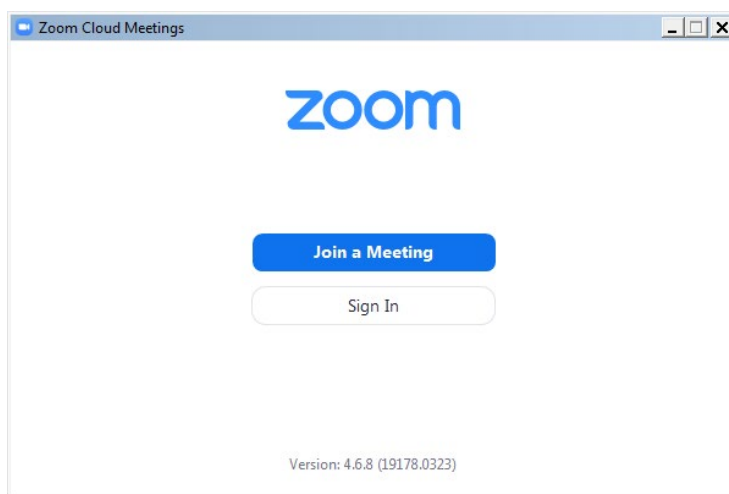 Zoom Cloud Meetings
zoom
Join a Meeting
Sign In
Version: 4.6.8 (19178.0323)